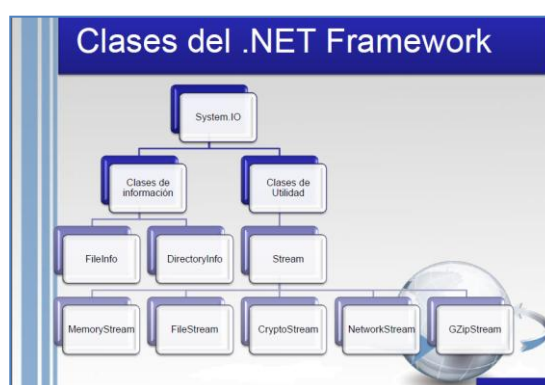 Clases del .NET Framework
System.IO
Clases de
información
Clases de
Utilidad
FileInfo
DirectoryInfo
Stream
MemoryStream
FileStream
CryptoStream
NetworkStream
GZipStream